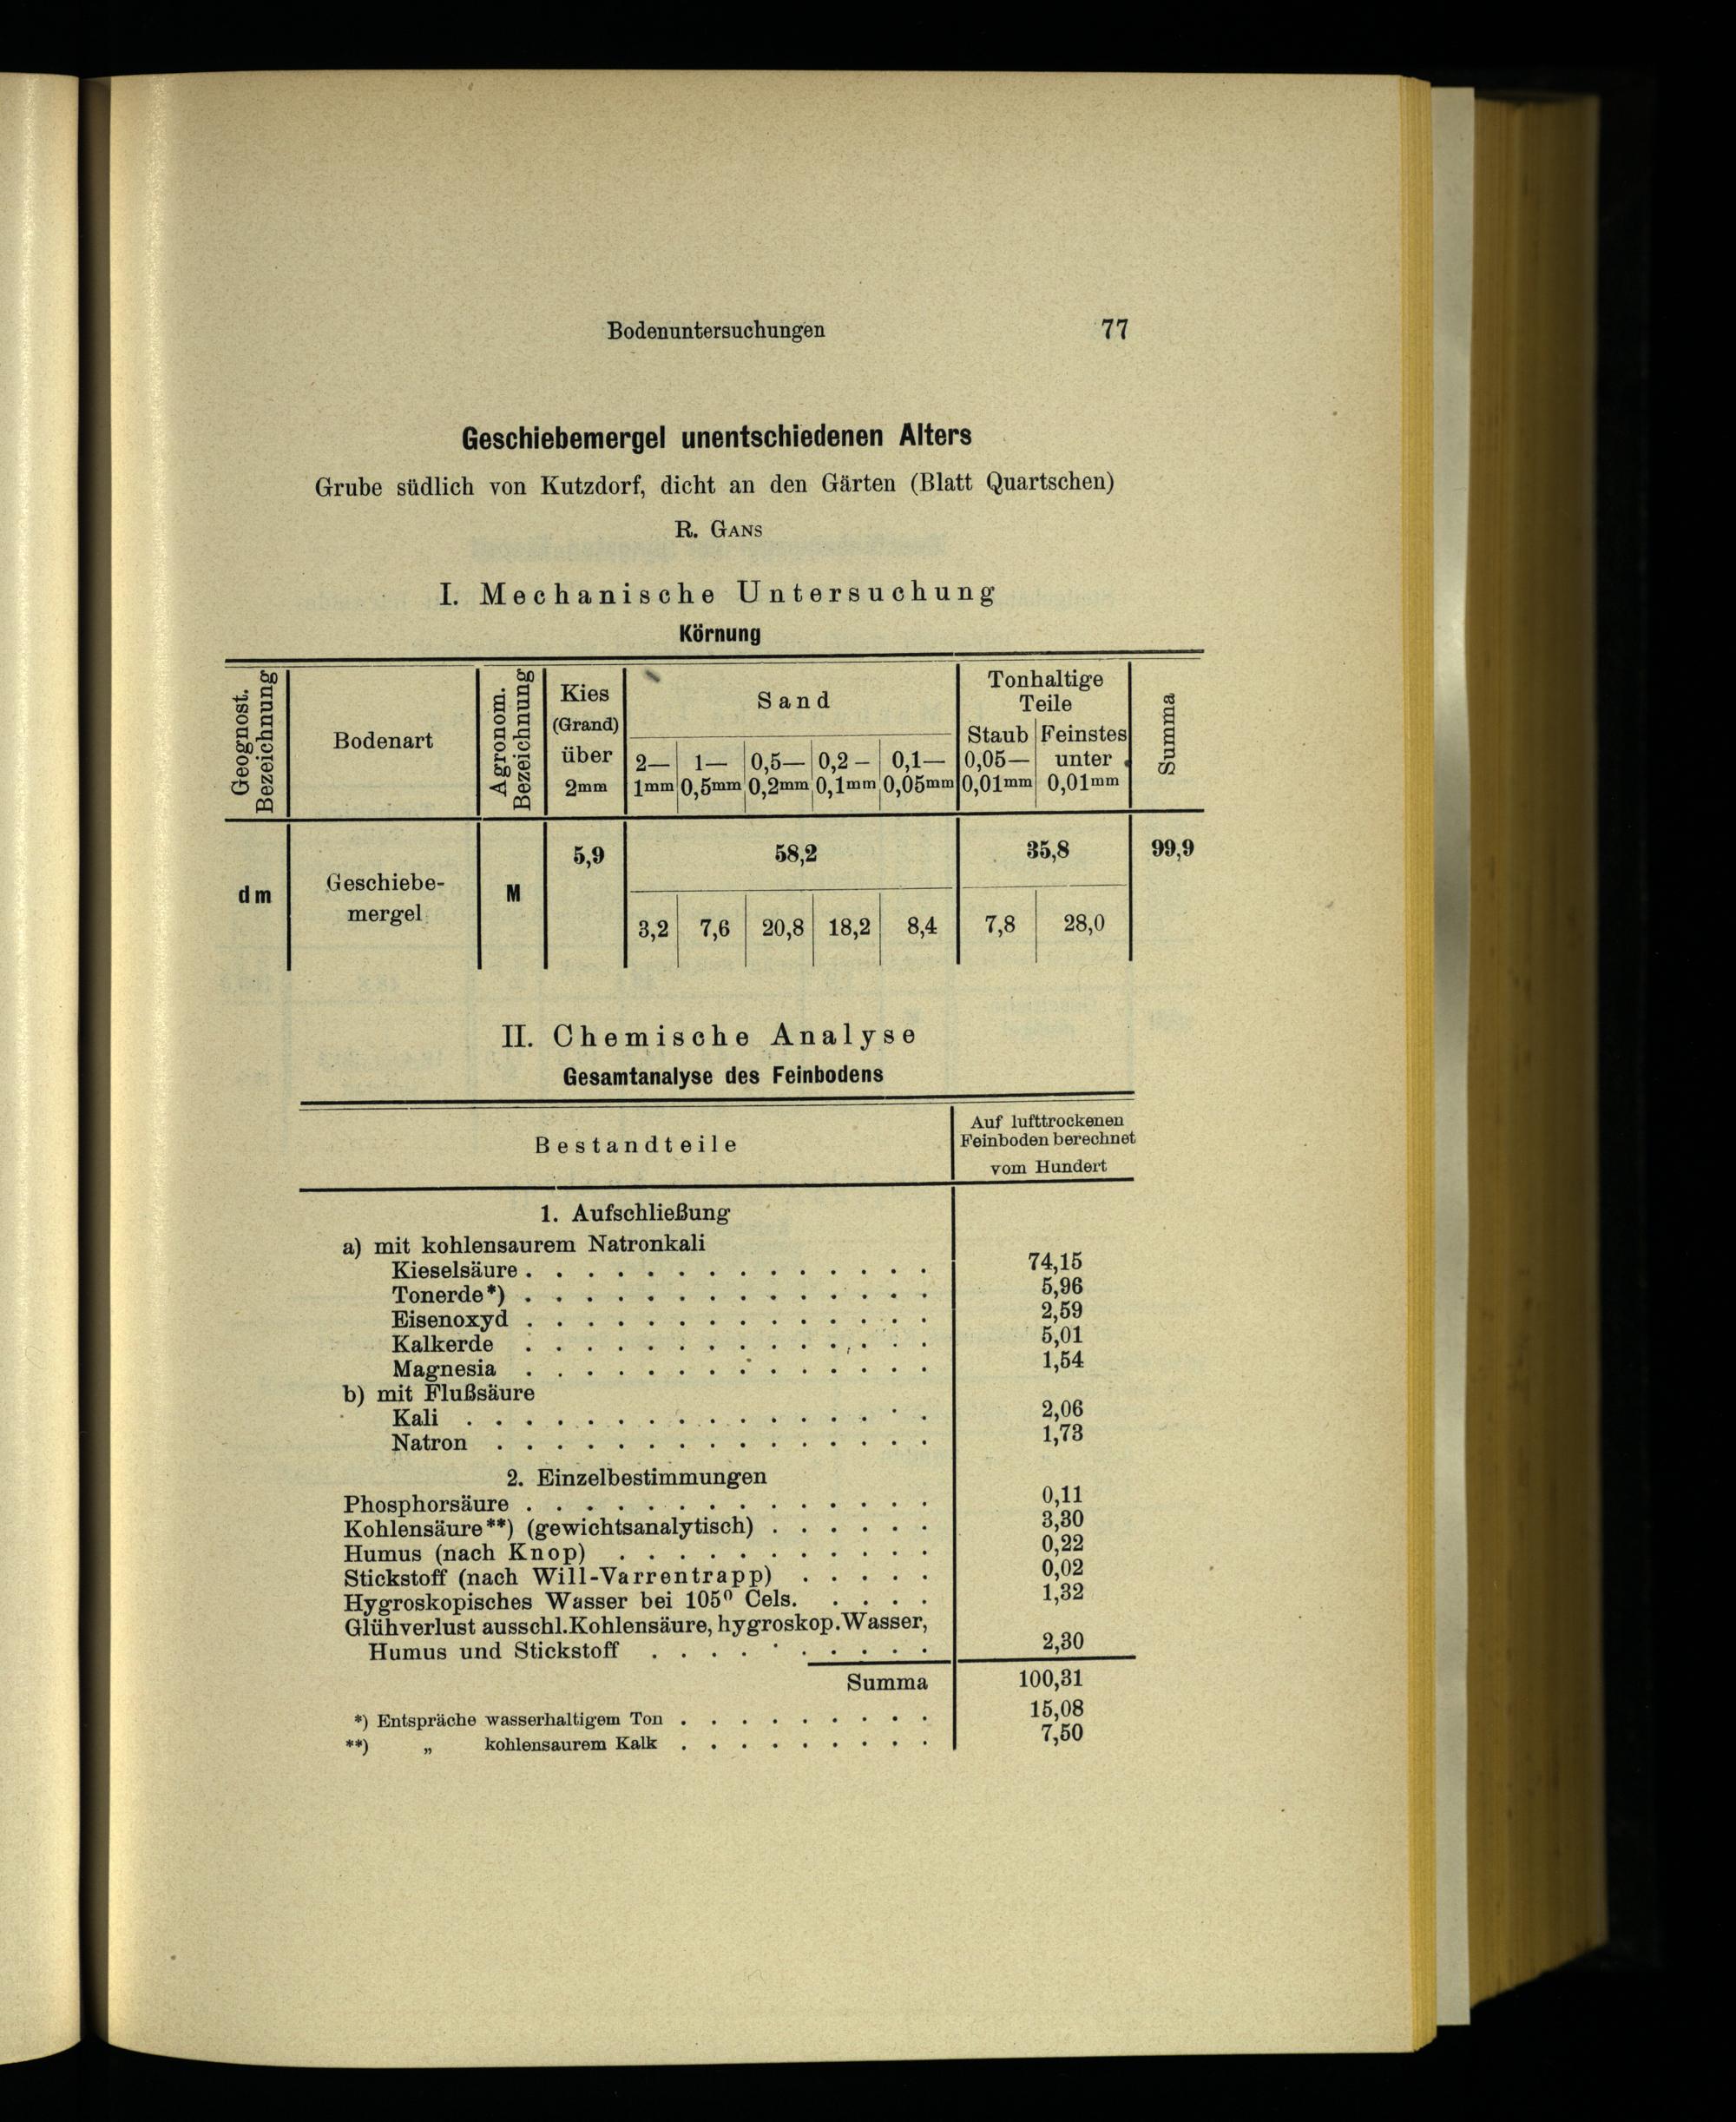 Bodenuntersuchungen 77
Geschiebemergel unentschiedenen Alters
Grube südlich von Kutzdorf, dicht an den Gärten (Blatt Quartschen)
R. GANS
I. Mechanische Untersuchung
Körnung
Geognost. Bezeichnung
Bodenart
Agronom. Bezeichnung
Kies (Grand) über 2mm
Sand
2— 1mm
1— 0,5mm
0,5— 0,2mm
0,2— 0,1mm
0,1— 0,05mm
Tonhaltige Teile
Staub 0,05— 0,01mm
Feinstes unter 0,01mm
Summa
dm Geschiebe-mergel M 5,9 58,2 35,8 99,9
3,2 7,6 20,8 18,2 8,4 7,8 28,0
II. Chemische Analyse
Gesamtanalyse des Feinbodens
Bestandteile
Auf lufttrockenen
Feinboden berechnet
vom Hundert
1. Aufschließung
a) mit kohlensaurem Natronkali
Kieselsäure . . . . . . . . . . . . . . 74,15
Tonerde*) . . . . . . . . . . . . . . 5,96
Eisenoxyd . . . . . . . . . . . . . . 2,59
Kalkerde . . . . . . . . . . . . . . 5,01
Magnesia . . . . . . . . . . . . . . 1,54
b) mit Flußsäure
Kali . . . . . . . . . . . . . . . . 2,06
Natron . . . . . . . . . . . . . . . 1,73
2. Einzelbestimmungen
Phosphorsäure . . . . . . . . . . . . . . 0,11
Kohlensäure**) (gewichtsanalytisch) . . . . . . 3,30
Humus (nach Knop) . . . . . . . . . . . 0,22
Stickstoff (nach Will-Varrentrapp) . . . . . 0,02
Hygroskopisches Wasser bei 105⁰ Cels. . . . . 1,32
Glühverlust ausschl. Kohlensäure, hygroskop. Wasser,
Humus und Stickstoff . . . . . . . . . 2,30
Summa 100,31
*) Entspräche wasserhaltigem Ton . . . . . . . . . 15,08
**) „ kohlensaurem Kalk . . . . . . . . . 7,50